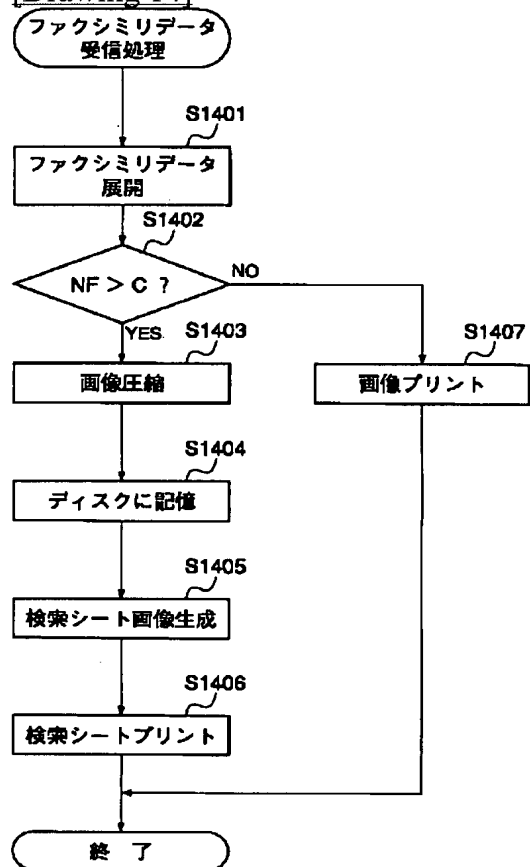 [Drawing 14]
ファクシミリデータ
受信処理
S1401
ファクシミリデータ
展開
S1402
NF > C ?
NO
YES
S1403
画像圧縮
S1407
画像プリント
S1404
ディスクに記憶
S1405
検索シート画像生成
S1406
検索シートプリント
終 了